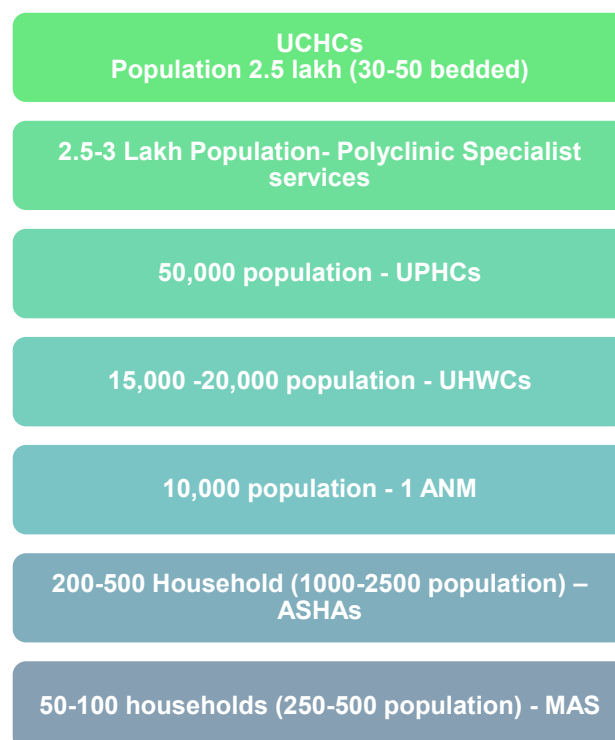 UCHCs
Population 2.5 lakh (30-50 bedded)
2.5-3 Lakh Population- Polyclinic Specialist
services
50,000 population - UPHCs
15,000 -20,000 population - UHWCs
10,000 population - 1 ANM
200-500 Household (1000-2500 population) –
ASHAs
50-100 households (250-500 population) - MAS